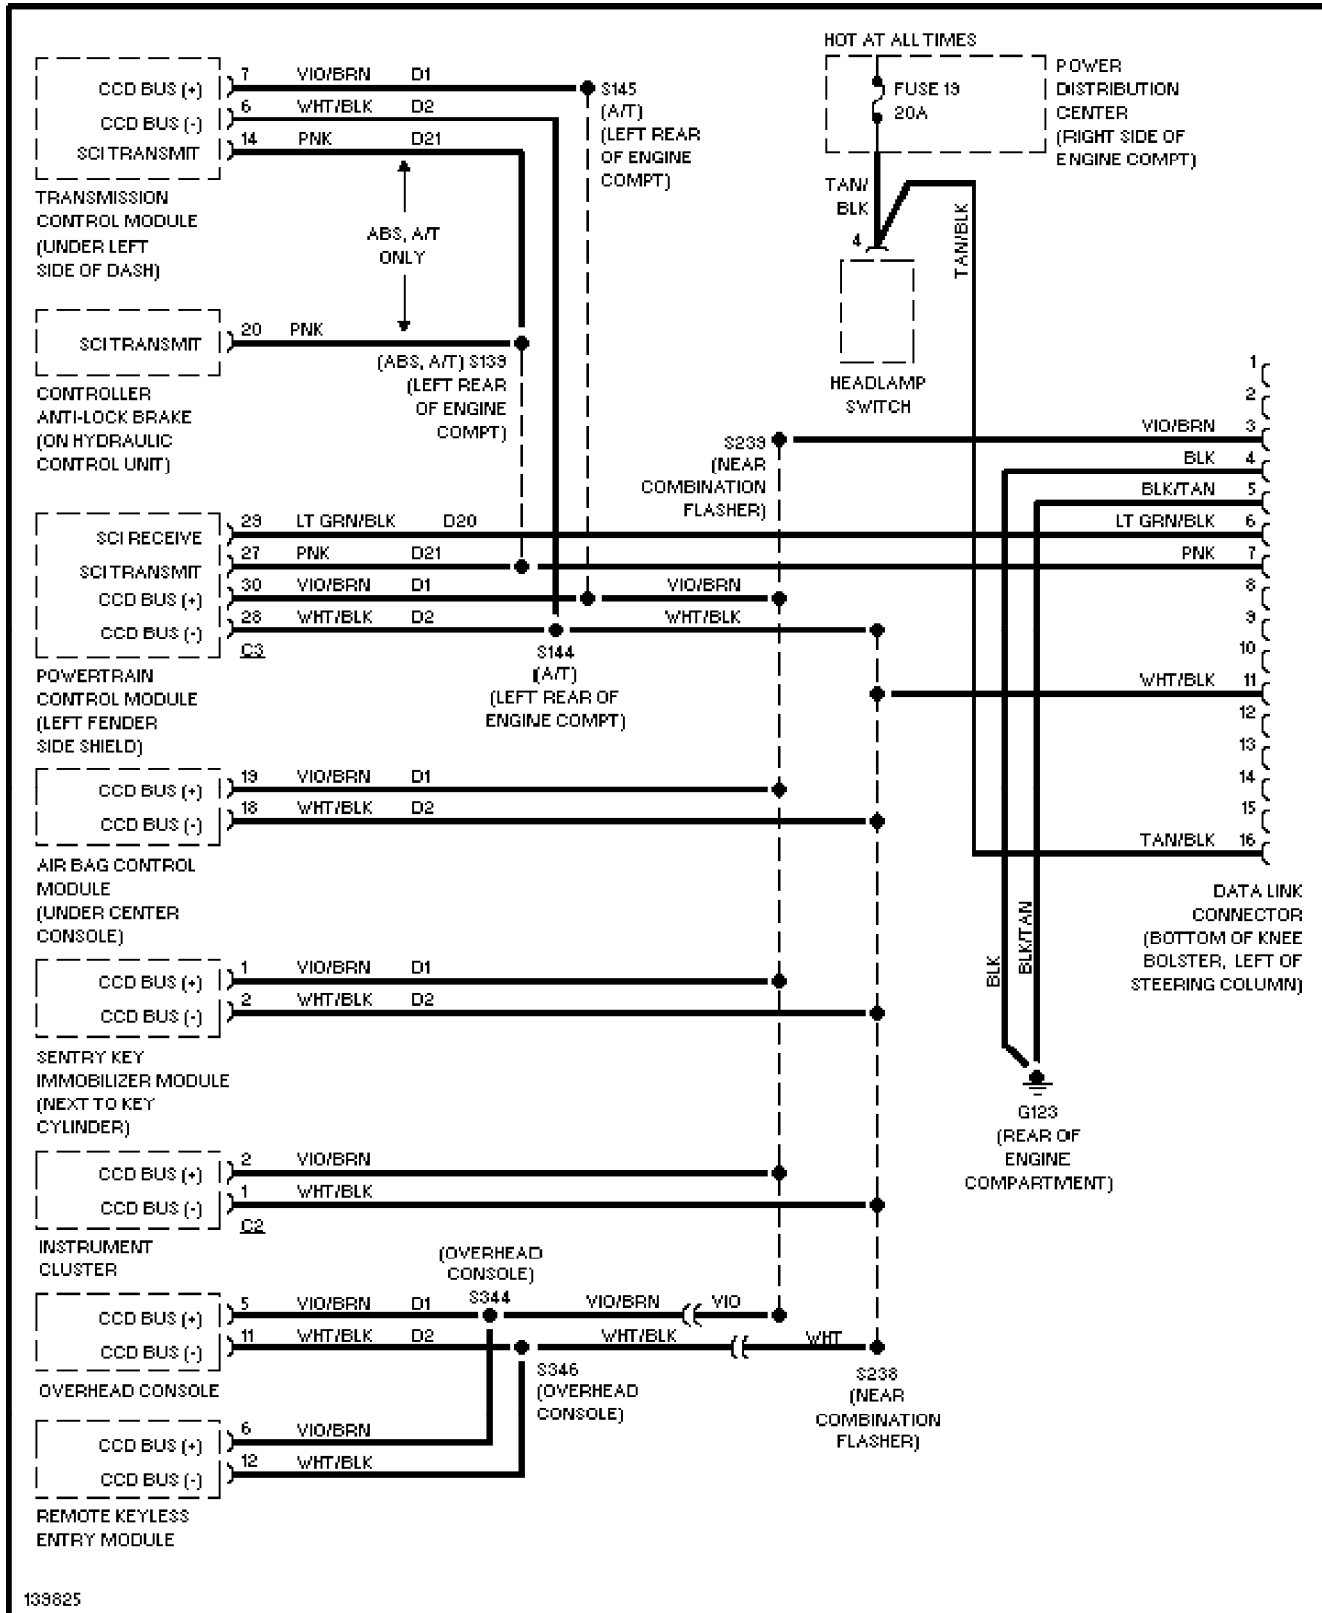 HOT AT ALL TIMES
FUSE 19
20A
POWER
DISTRIBUTION
CENTER
(RIGHT SIDE OF
ENGINE COMPT)
TAN/
BLK
TAN/BLK
4
HEADLAMP
SWITCH
CCD BUS (+)
7 VIO/BRN D1
CCD BUS (-)
6 WHT/BLK D2
SCI TRANSMIT
14 PNK D21
TRANSMISSION
CONTROL MODULE
(UNDER LEFT
SIDE OF DASH)
S145
(A/T)
(LEFT REAR
OF ENGINE
COMPT)
ABS, A/T
ONLY
SCI TRANSMIT
20 PNK
CONTROLLER
ANTI-LOCK BRAKE
(ON HYDRAULIC
CONTROL UNIT)
(ABS, A/T) S139
(LEFT REAR
OF ENGINE
COMPT)
S239
(NEAR
COMBINATION
FLASHER)
SCI RECEIVE
29 LT GRN/BLK D20
SCI TRANSMIT
27 PNK D21
CCD BUS (+)
30 VIO/BRN D1 VIO/BRN
CCD BUS (-)
28 WHT/BLK D2 WHT/BLK
C3
POWERTRAIN
CONTROL MODULE
(LEFT FENDER
SIDE SHIELD)
S144
(A/T)
(LEFT REAR OF
ENGINE COMPT)
CCD BUS (+)
19 VIO/BRN D1
CCD BUS (-)
18 WHT/BLK D2
AIR BAG CONTROL
MODULE
(UNDER CENTER
CONSOLE)
CCD BUS (+)
1 VIO/BRN D1
CCD BUS (-)
2 WHT/BLK D2
SENTRY KEY
IMMOBILIZER MODULE
(NEXT TO KEY
CYLINDER)
CCD BUS (+)
2 VIO/BRN
CCD BUS (-)
1 WHT/BLK
C2
INSTRUMENT
CLUSTER
(OVERHEAD
CONSOLE)
S344
CCD BUS (+)
5 VIO/BRN D1 VIO/BRN VIO
CCD BUS (-)
11 WHT/BLK D2 WHT/BLK WHT
OVERHEAD CONSOLE
S346
(OVERHEAD
CONSOLE)
S238
(NEAR
COMBINATION
FLASHER)
CCD BUS (+)
6 VIO/BRN
CCD BUS (-)
12 WHT/BLK
REMOTE KEYLESS
ENTRY MODULE
1
2
VIO/BRN 3
BLK 4
BLK/TAN 5
LT GRN/BLK 6
PNK 7
8
9
10
WHT/BLK 11
12
13
14
15
TAN/BLK 16
DATA LINK
CONNECTOR
(BOTTOM OF KNEE
BOLSTER, LEFT OF
STEERING COLUMN)
BLK
BLK/TAN
G123
(REAR OF
ENGINE
COMPARTMENT)
139825